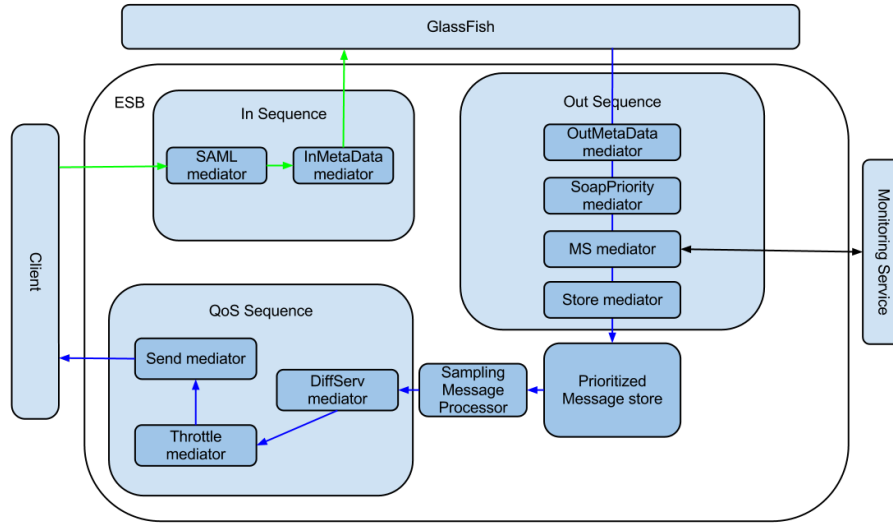 GlassFish
ESB
In Sequence
SAML
mediator
InMetaData
mediator
Out Sequence
OutMetaData
mediator
SoapPriority
mediator
MS mediator
Store mediator
Client
Monitoring Service
QoS Sequence
Send mediator
DiffServ
mediator
Throttle
mediator
Sampling
Message
Processor
Prioritized
Message store